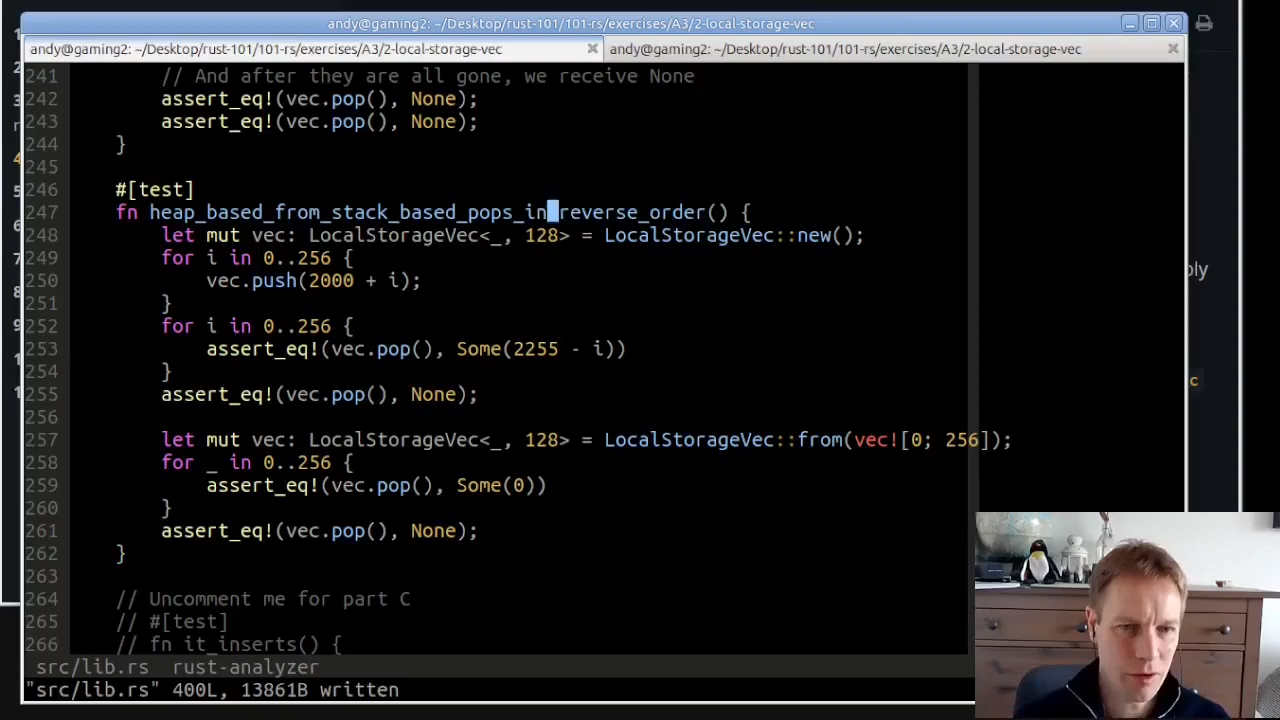 andy@gaming2: ~/Desktop/rust-101/101-rs/exercises/A3/2-local-storage-vec
andy@gaming2: ~/Desktop/rust-101/101-rs/exercises/A3/2-local-storage-vec
andy@gaming2: ~/Desktop/rust-101/101-rs/exercises/A3/2-local-storage-vec
241         // And after they are all gone, we receive None
242         assert_eq!(vec.pop(), None);
243         assert_eq!(vec.pop(), None);
244     }
245
246     #[test]
247     fn heap_based_from_stack_based_pops_in reverse_order() {
248         let mut vec: LocalStorageVec<_, 128> = LocalStorageVec::new();
249         for i in 0..256 {
250             vec.push(2000 + i);
251         }
252         for i in 0..256 {
253             assert_eq!(vec.pop(), Some(2255 - i))
254         }
255         assert_eq!(vec.pop(), None);
256
257         let mut vec: LocalStorageVec<_, 128> = LocalStorageVec::from(vec![0; 256]);
258         for _ in 0..256 {
259             assert_eq!(vec.pop(), Some(0))
260         }
261         assert_eq!(vec.pop(), None);
262     }
263
264     // Uncomment me for part C
265     // #[test]
266     // fn it_inserts() {
src/lib.rs  rust-analyzer
"src/lib.rs" 400L, 13861B written
ply
c